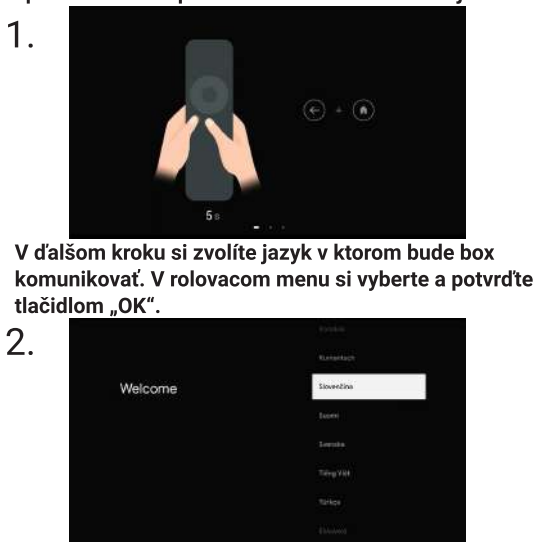 1.
5 s
V ďalšom kroku si zvolíte jazyk v ktorom bude box
komunikovať. V rolovacom menu si vyberte a potvrďte
tlačidlom „OK“.
2.
Welcome
Slovenčina
Suomi
Svenska
Tiếng Việt
Türkçe